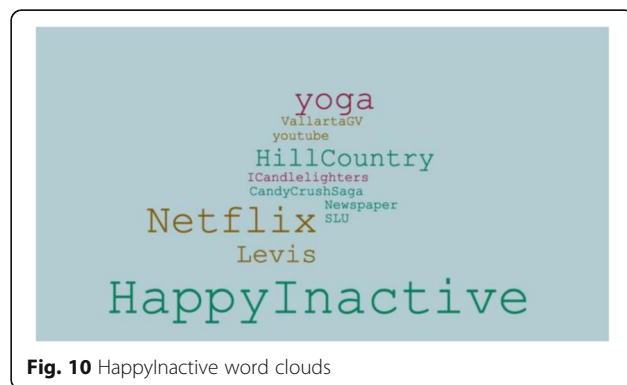 yoga
VallartaGV
youtube
HillCountry
ICandlelighters
CandyCrushSaga
Newspaper
Netflix SLU
Levis
HappyInactive
Fig. 10 HappyInactive word clouds